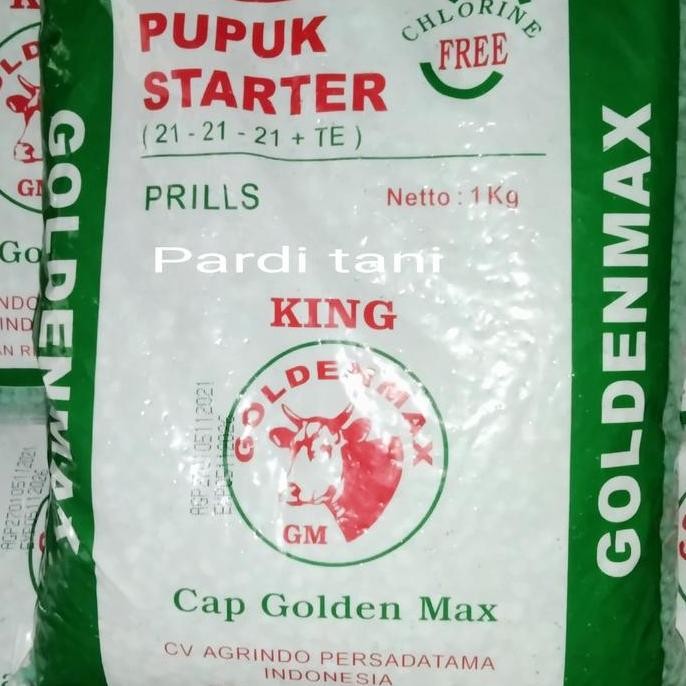 PUPUK
STARTER
( 21 - 21 - 21 + TE )
CHLORINE
FREE
PRILLS
Netto : 1 Kg
Pardi tani
KING
GOLDENMAX
GM
Cap Golden Max
CV AGRINDO PERSADATAMA
INDONESIA
GOLDENMAX
GOLDENMAX